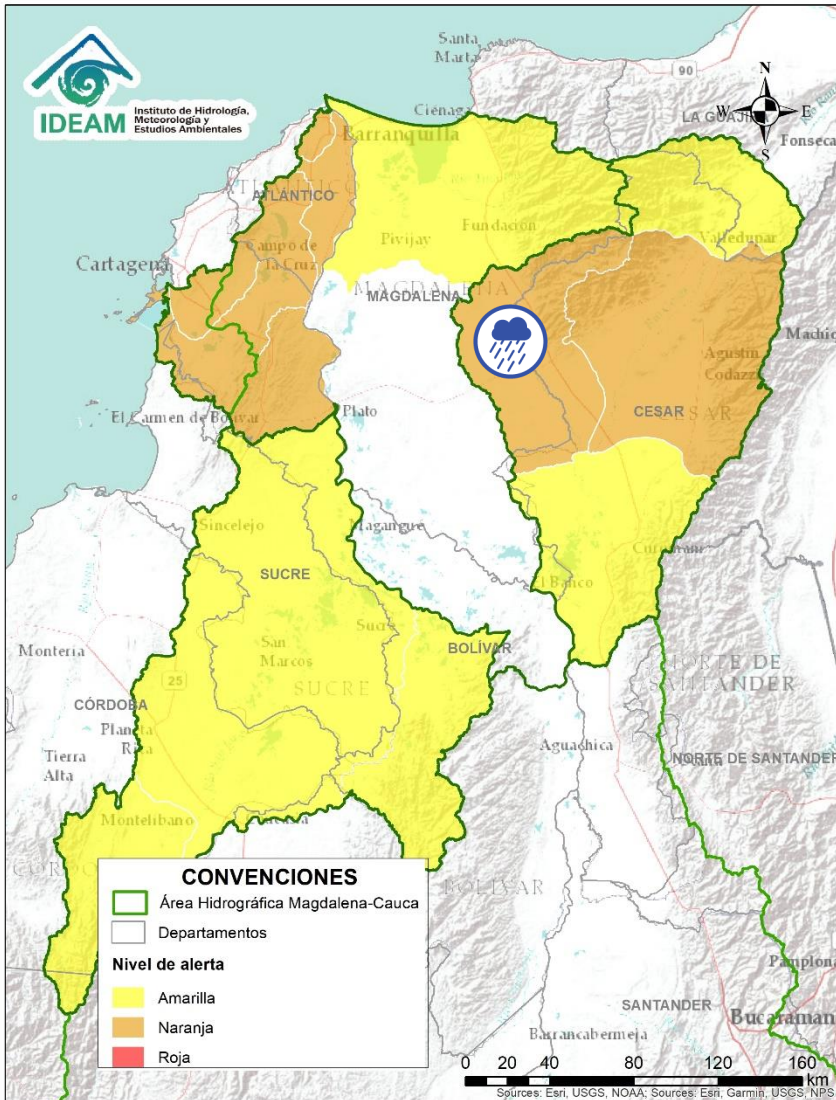 IDEAM
Instituto de Hidrología,
Meteorología y
Estudios Ambientales
Santa
Marta
90
N
W
E
S
LA GUAJI
Fonseca
Ciénaga
Barranquilla
ATLÁNTICO
Cartagena
Campo de
la Cruz
Pivijay
Fundación
Valledupar
MAGDALENA
MAGDALENA
Agustín
Codazzi
CESAR
CESAR
El Carmen de Bolívar
Plato
Sincelejo
Magangué
SUCRE
El Banco
Montería
San
Marcos
Sucre
BOLÍVAR
SUCRE
25
CÓRDOBA
Planeta
Rica
Tierra
Alta
Aguachica
NORTE DE
SANTANDER
NORTE DE SANTANDER
Montelíbano
BOLÍVAR
CONVENCIONES
Área Hidrográfica Magdalena-Cauca
Departamentos
Nivel de alerta
Amarilla
Naranja
Roja
SANTANDER
Pamplona
Bucaraman
Barrancabermeja
0 20 40 80 120 160
km
Sources: Esri, USGS, NOAA; Sources: Esri, Garmin, USGS, NPS